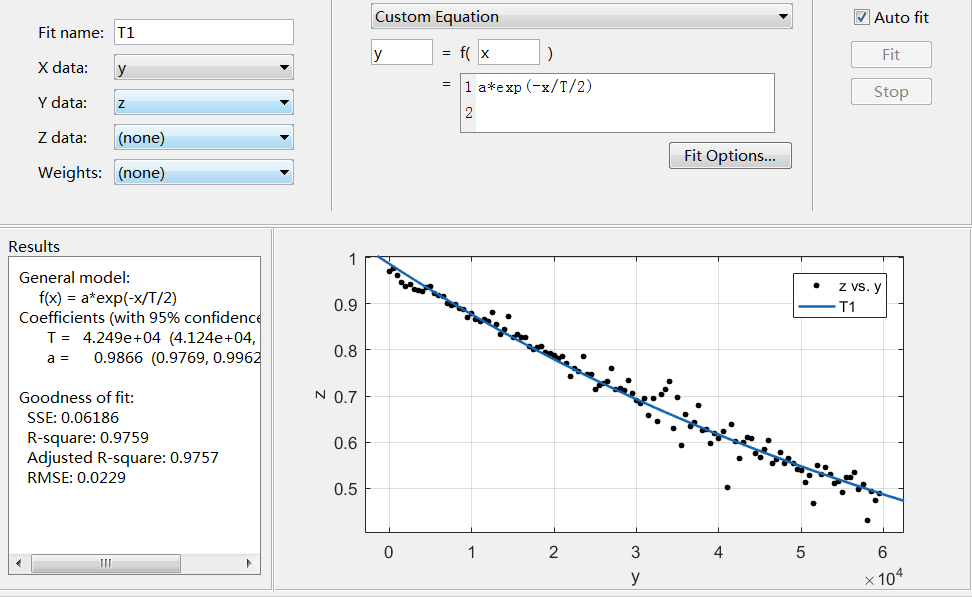 Fit name: T1
X data: y
Y data: z
Z data: (none)
Weights: (none)
Custom Equation
y = f( x )
= 1 a*exp(-x/T/2)
2
Fit Options...
Auto fit
Fit
Stop
Results
General model:
f(x) = a*exp(-x/T/2)
Coefficients (with 95% confidence
T = 4.249e+04 (4.124e+04,
a = 0.9866 (0.9769, 0.9962
Goodness of fit:
SSE: 0.06186
R-square: 0.9759
Adjusted R-square: 0.9757
RMSE: 0.0229
z vs. y
T1
1
0.9
0.8
0.7
0.6
0.5
z
0 1 2 3 4 5 6
y
×10⁴